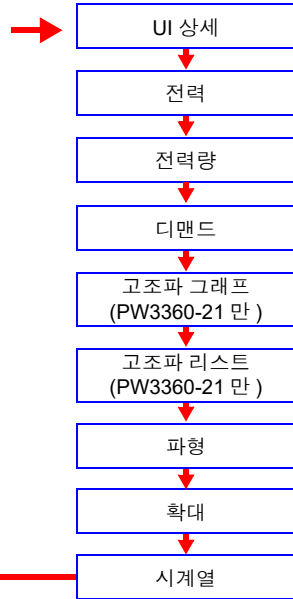 UI 상세
전력
전력량
디맨드
고조파 그래프
(PW3360-21 만 )
고조파 리스트
(PW3360-21 만 )
파형
확대
시계열